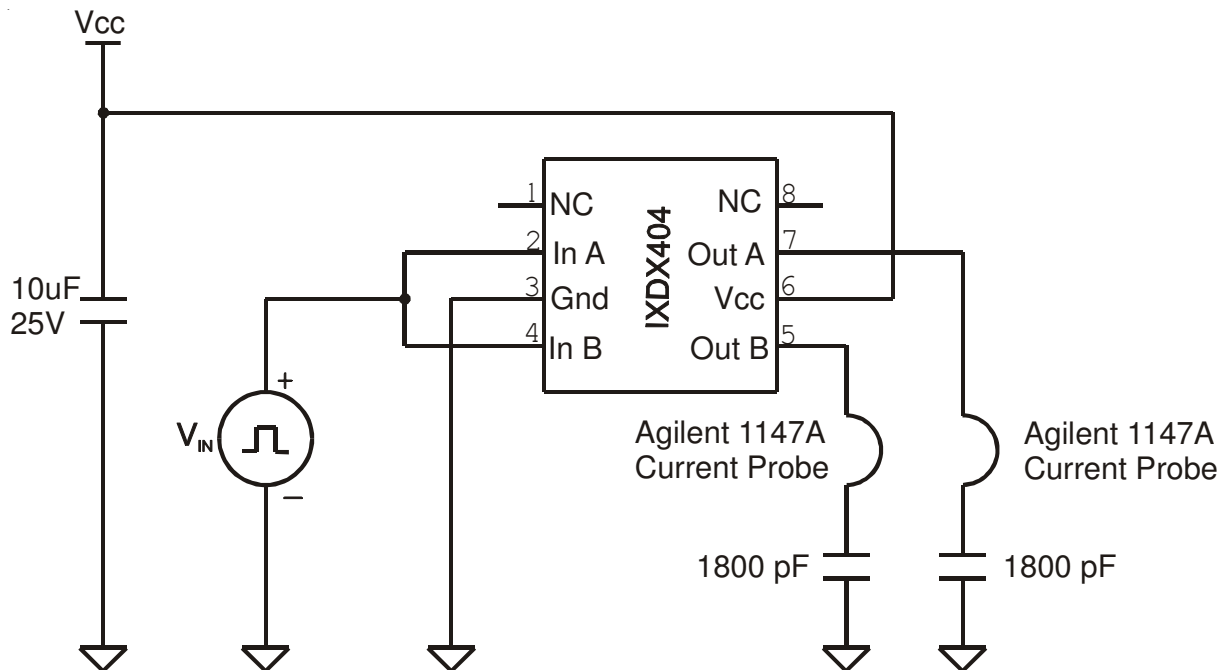 Vcc
10uF
25V
VIN
+
−
1
NC
2
In A
3
Gnd
4
In B
IXDX404
NC
8
Out A
7
Vcc
6
Out B
5
Agilent 1147A
Current Probe
Agilent 1147A
Current Probe
1800 pF
1800 pF